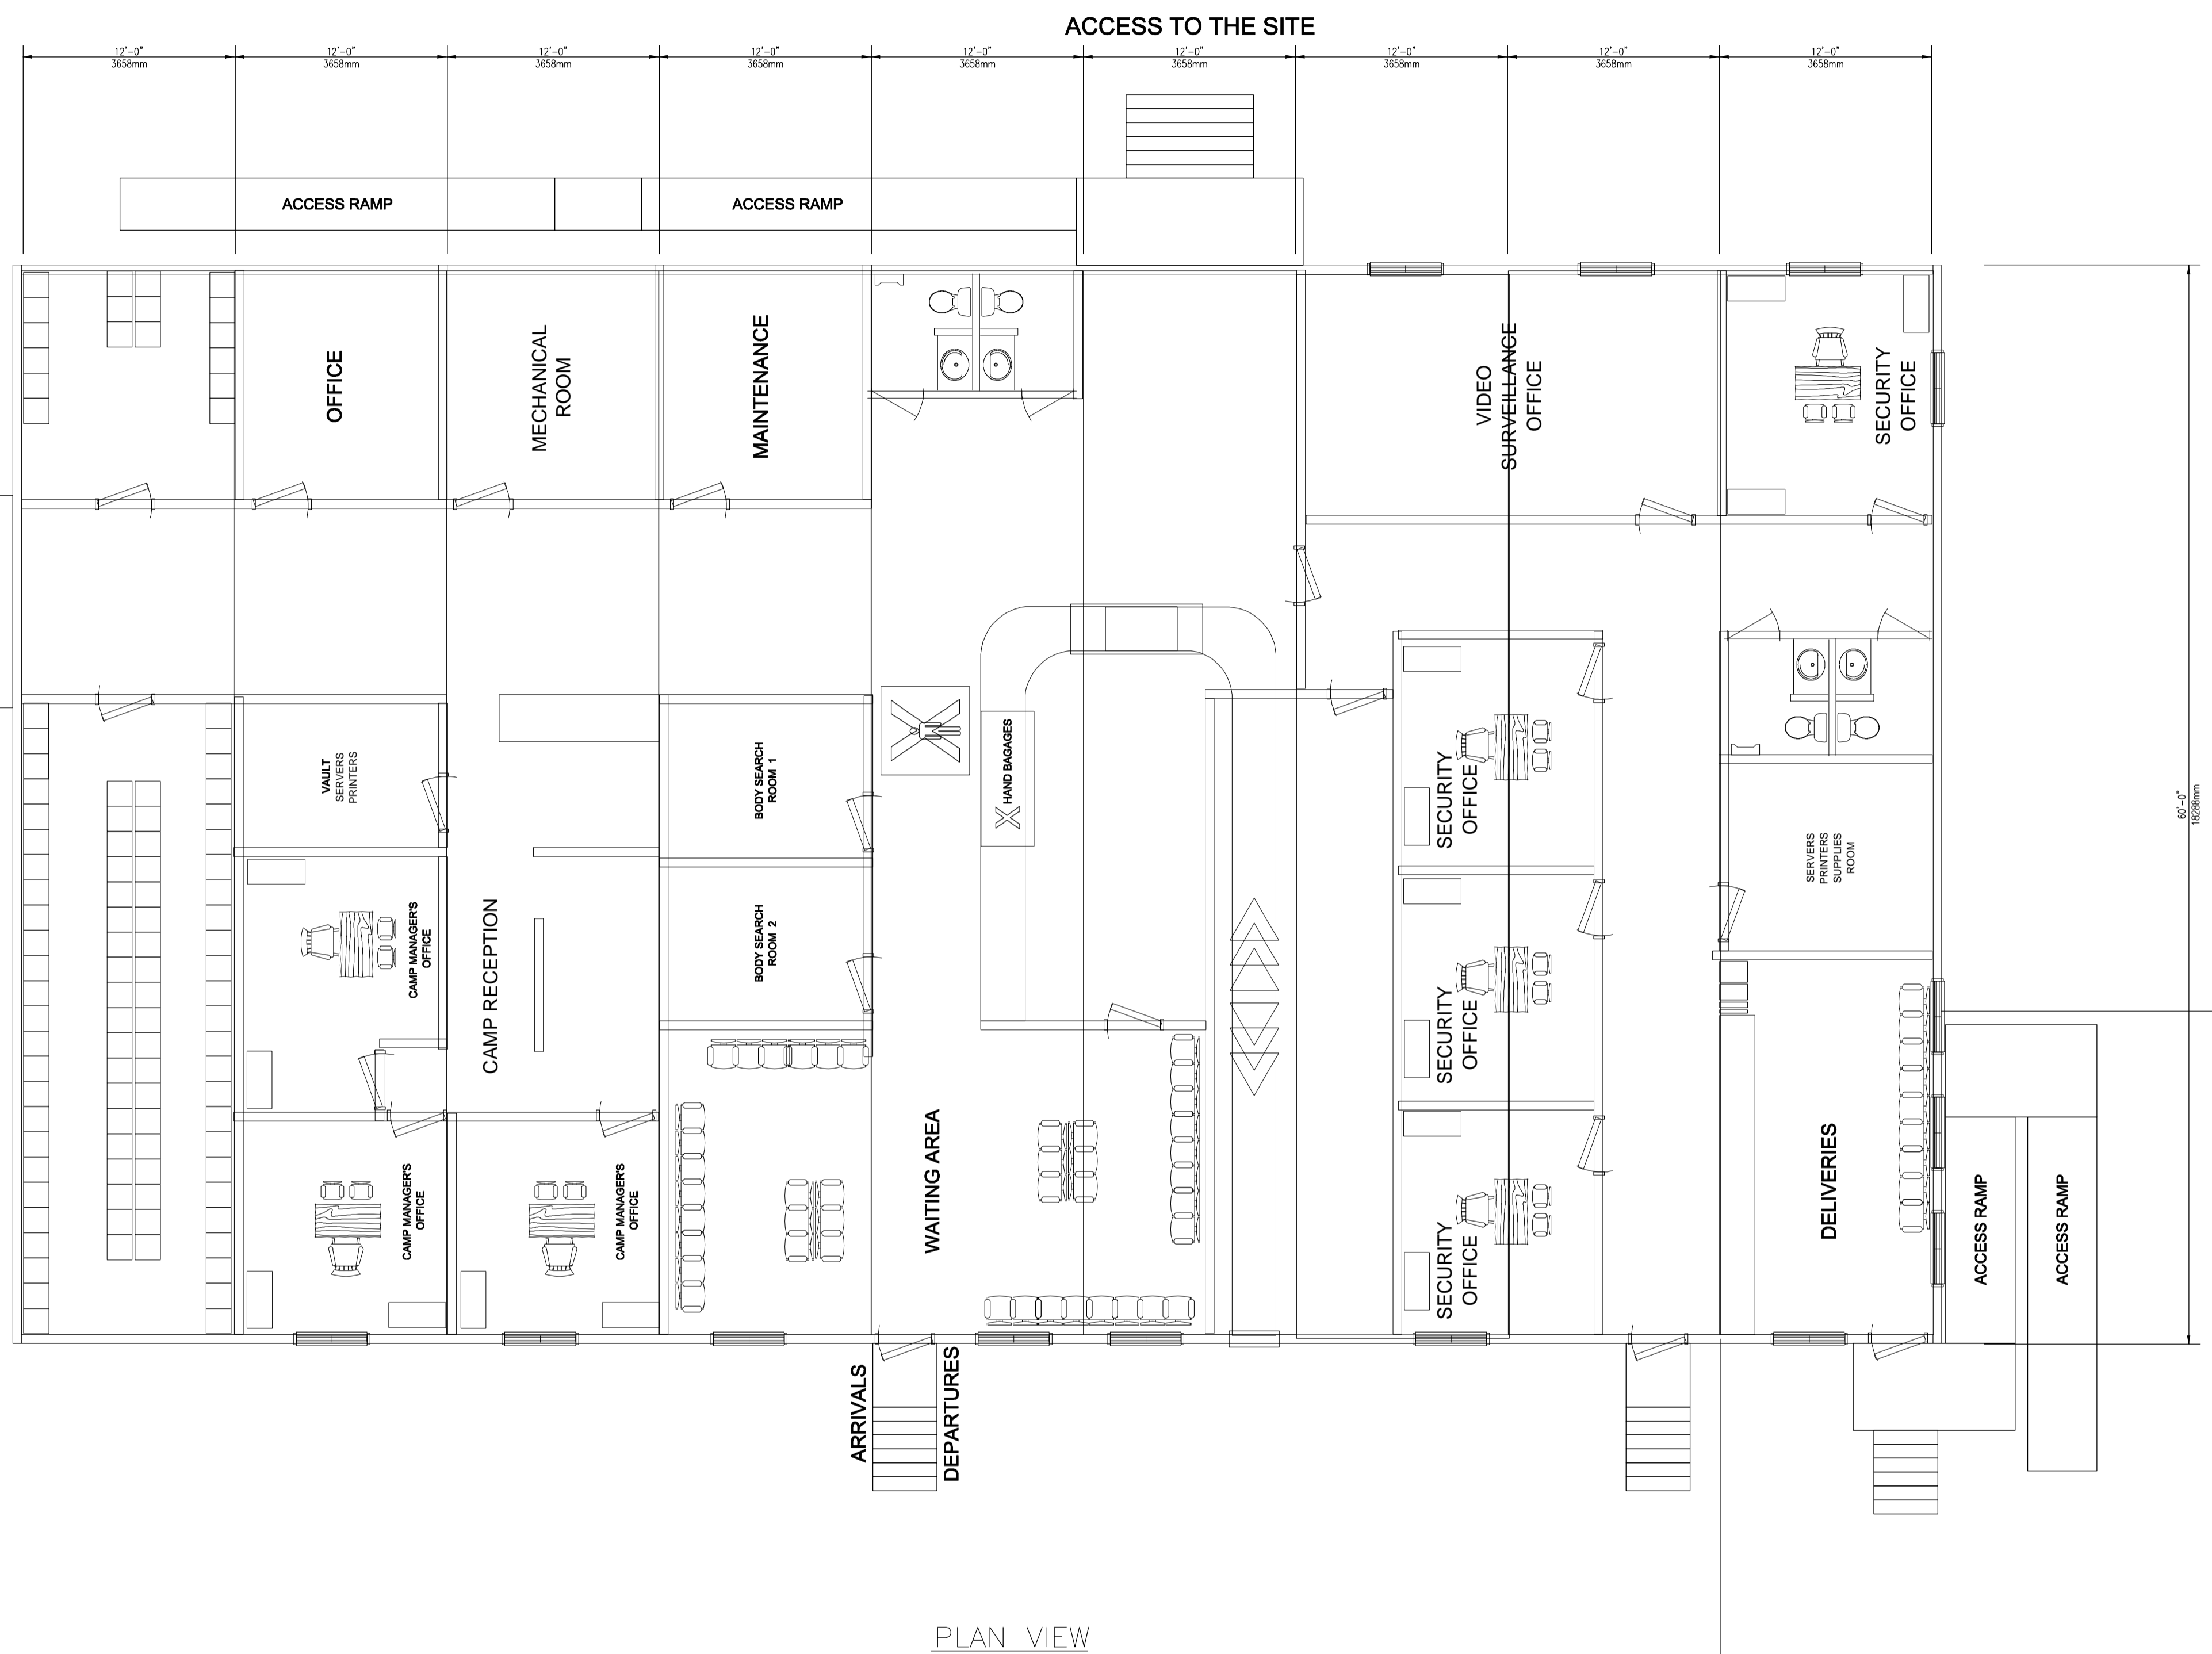 ACCESS TO THE SITE
12'-0"
3658mm
12'-0"
3658mm
12'-0"
3658mm
12'-0"
3658mm
12'-0"
3658mm
12'-0"
3658mm
12'-0"
3658mm
12'-0"
3658mm
12'-0"
3658mm
ACCESS RAMP
ACCESS RAMP
OFFICE
MECHANICAL
ROOM
MAINTENANCE
VIDEO
SURVEILLANCE
OFFICE
SECURITY
OFFICE
VAULT
SERVERS
PRINTERS
BODY SEARCH
ROOM 1
HAND BAGAGES
SECURITY
OFFICE
SERVERS
PRINTERS
SUPPLIES
ROOM
60'-0"
18288mm
CAMP MANAGER'S
OFFICE
CAMP RECEPTION
BODY SEARCH
ROOM 2
SECURITY
OFFICE
CAMP MANAGER'S
OFFICE
CAMP MANAGER'S
OFFICE
WAITING AREA
SECURITY
OFFICE
DELIVERIES
ACCESS RAMP
ACCESS RAMP
ARRIVALS
DEPARTURES
PLAN VIEW